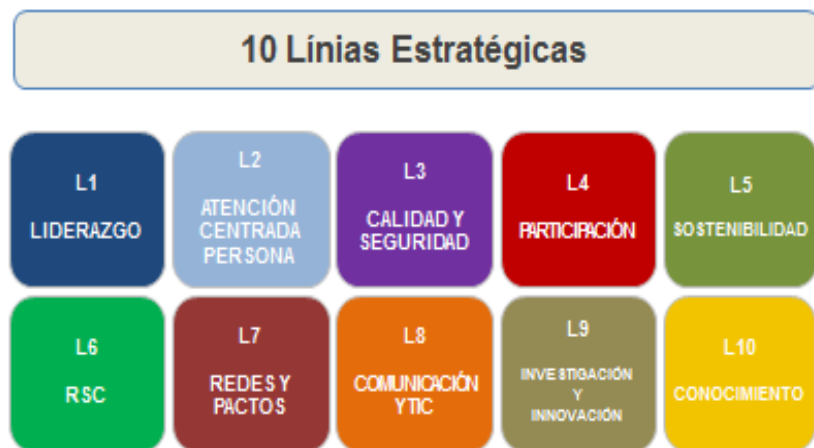 10 Línias Estratégicas
L1
LIDERAZGO
L2
ATENCIÓN
CENTRADA
PERSONA
L3
CALIDAD Y
SEGURIDAD
L4
PARTICIPACIÓN
L5
SOSTENIBILIDAD
L6
RSC
L7
REDES Y
PACTOS
L8
COMUNICACIÓN
Y TIC
L9
INVESTIGACIÓN
Y
INNOVACIÓN
L10
CONOCIMIENTO